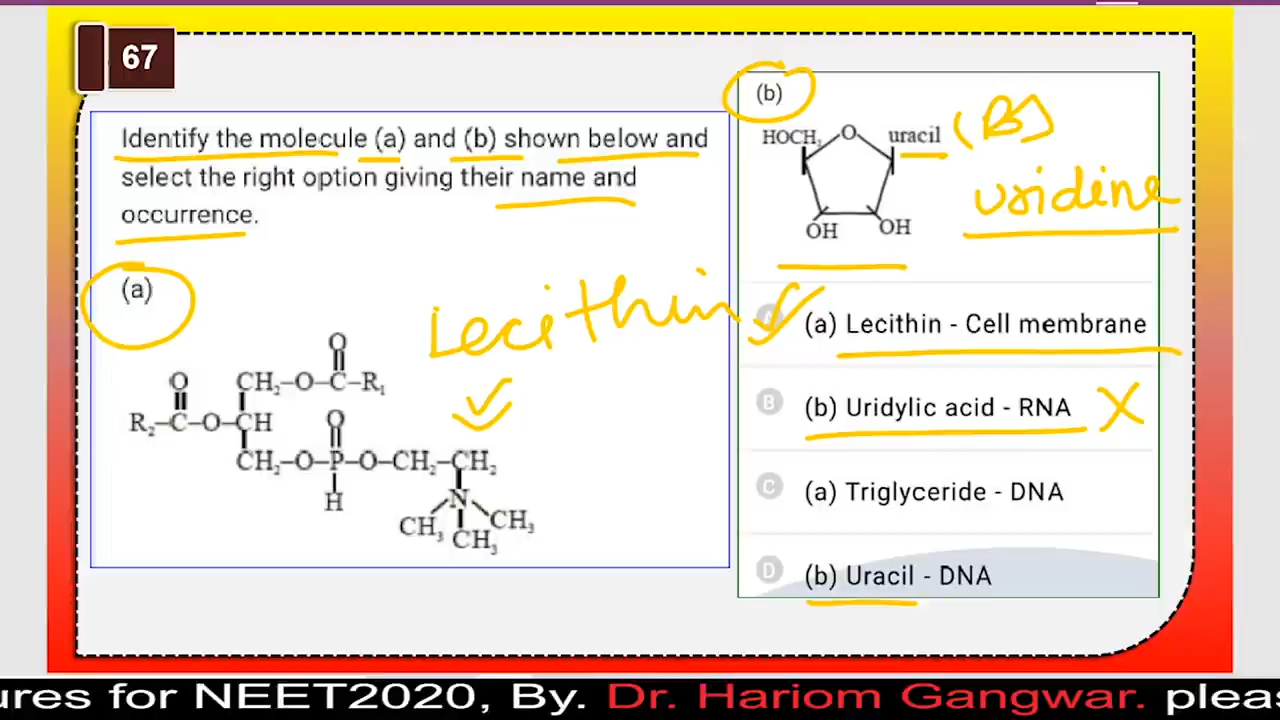 67
Identify the molecule (a) and (b) shown below and
select the right option giving their name and
occurrence.
(a)
Lecithin
O
O
CH₂–O–C–R₁
R₂–C–O–CH
O
CH₂–O–P–O–CH₂–CH₂
H
N
CH₃
CH₃
CH₃
(b)
HOCH₂
O
uracil
(B)
uridine
OH
OH
A
(a) Lecithin - Cell membrane
B
(b) Uridylic acid - RNA
X
C
(a) Triglyceride - DNA
D
(b) Uracil - DNA
ures for NEET2020, By. Dr. Hariom Gangwar. pleas